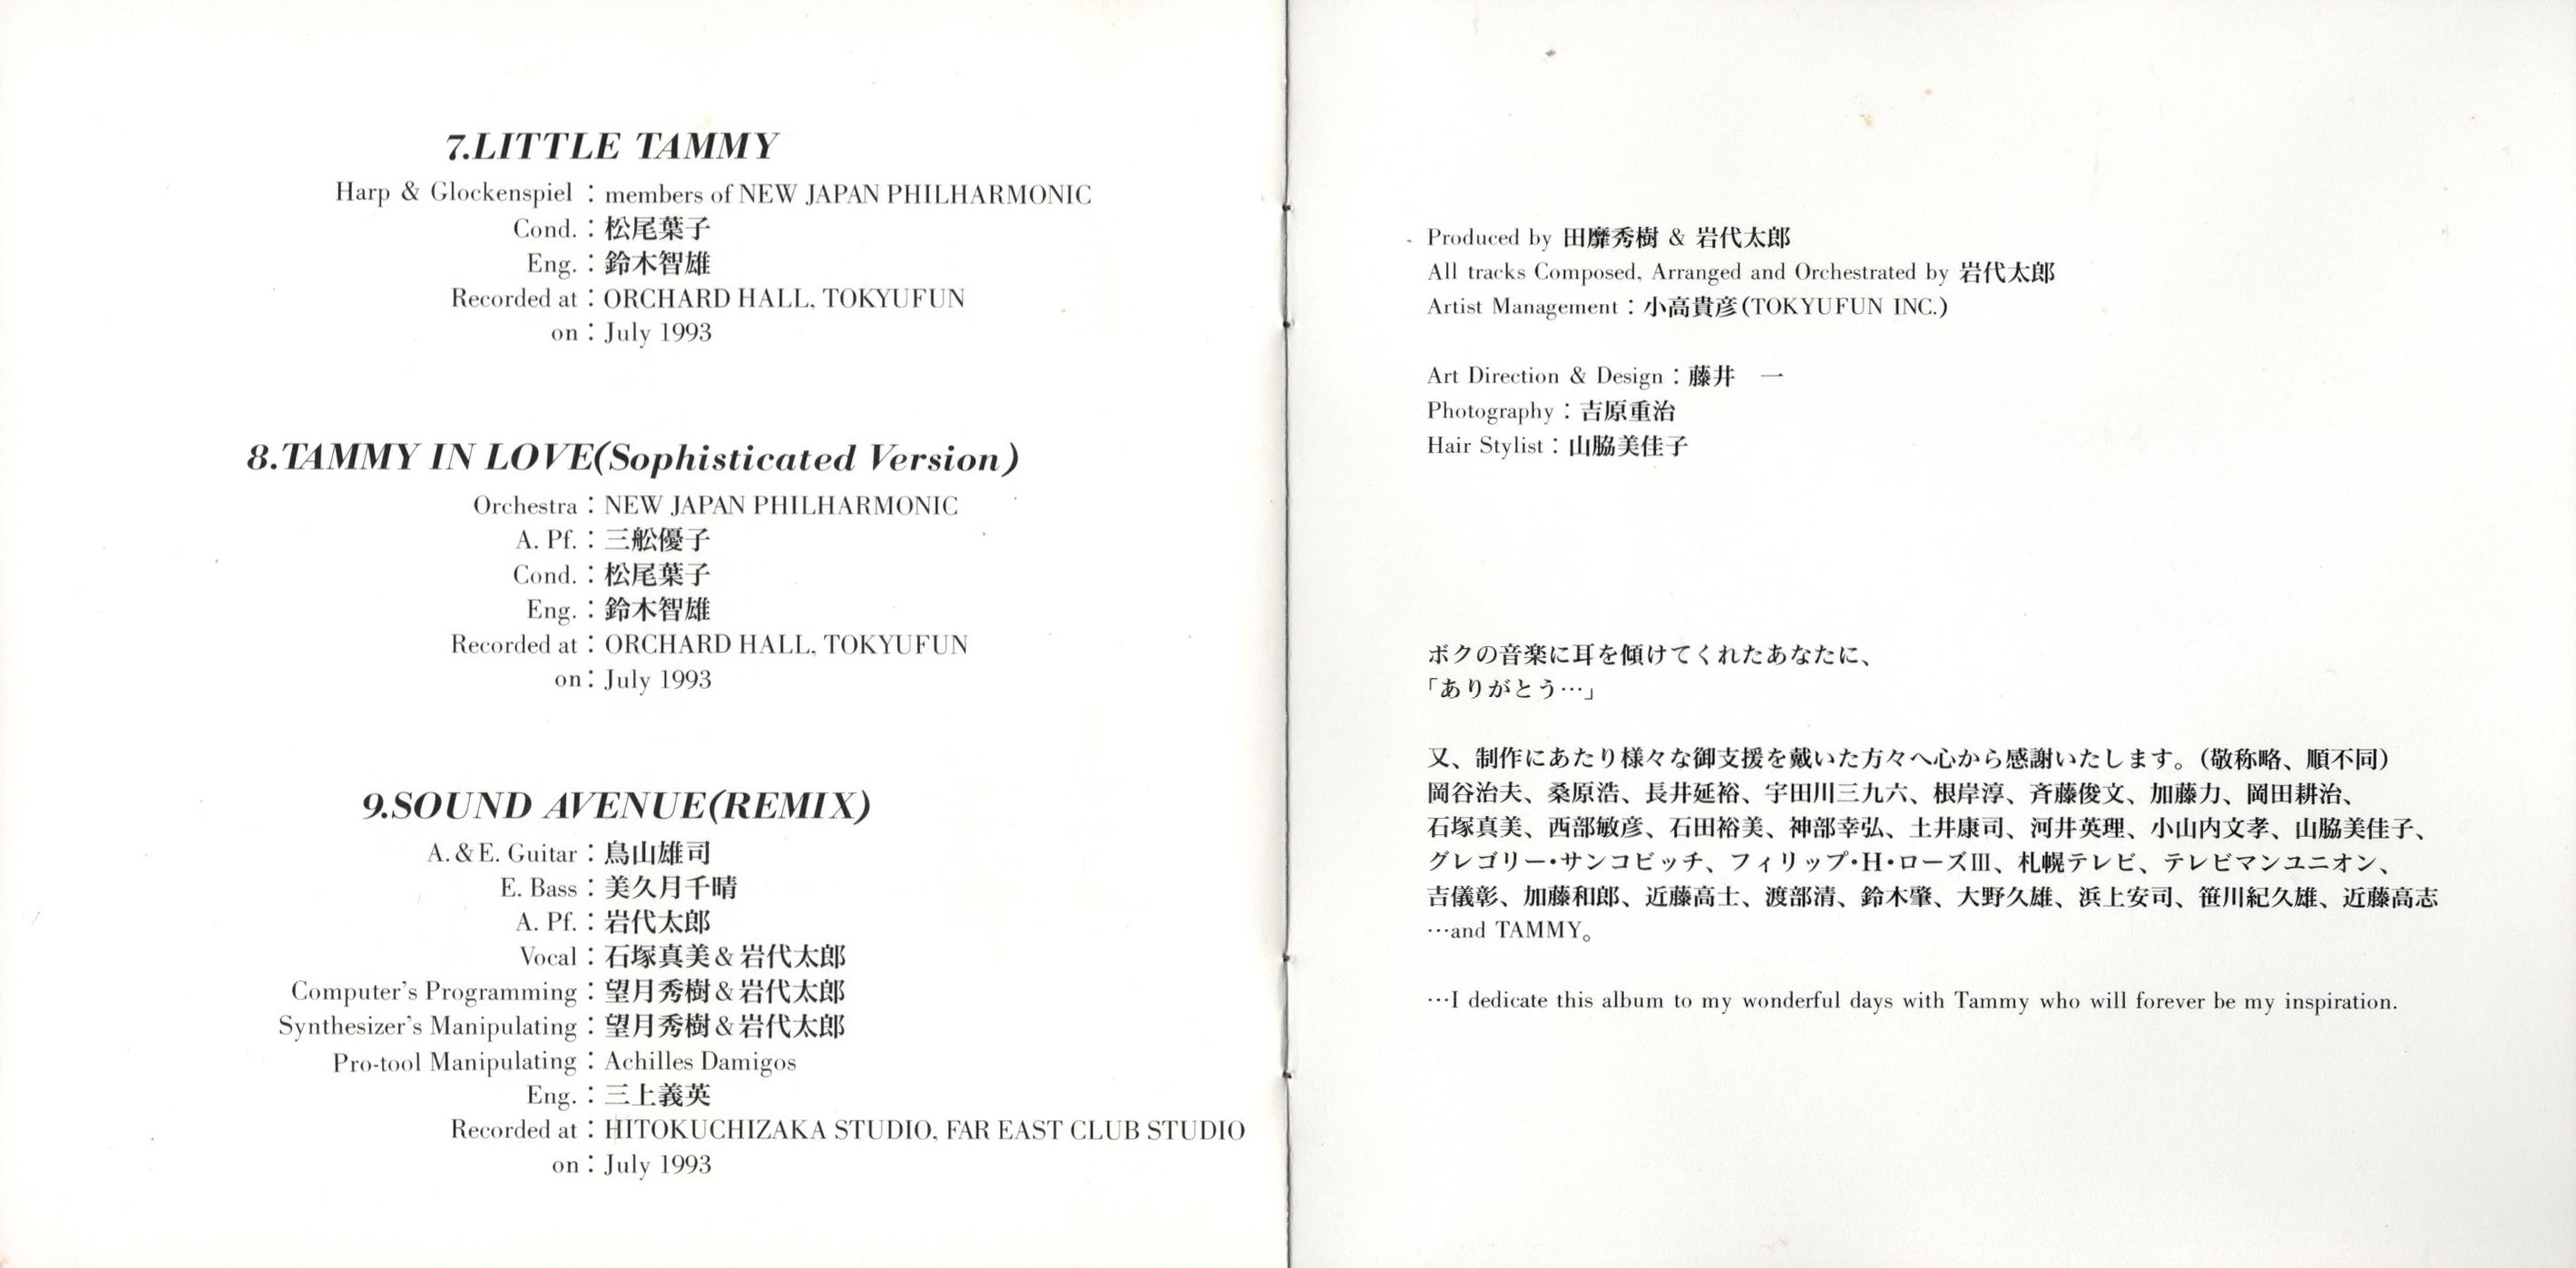 7.LITTLE TAMMY
Harp & Glockenspiel：members of NEW JAPAN PHILHARMONIC
Cond.：松尾葉子
Eng.：鈴木智雄
Recorded at：ORCHARD HALL, TOKYUFUN
on：July 1993
8.TAMMY IN LOVE(Sophisticated Version)
Orchestra：NEW JAPAN PHILHARMONIC
A. Pf.：三舩優子
Cond.：松尾葉子
Eng.：鈴木智雄
Recorded at：ORCHARD HALL, TOKYUFUN
on：July 1993
9.SOUND AVENUE(REMIX)
A.&E. Guitar：鳥山雄司
E. Bass：美久月千晴
A. Pf.：岩代太郎
Vocal：石塚真美&岩代太郎
Computer's Programming：望月秀樹&岩代太郎
Synthesizer's Manipulating：望月秀樹&岩代太郎
Pro-tool Manipulating：Achilles Damigos
Eng.：三上義英
Recorded at：HITOKUCHIZAKA STUDIO, FAR EAST CLUB STUDIO
on：July 1993
Produced by 田靡秀樹 & 岩代太郎
All tracks Composed, Arranged and Orchestrated by 岩代太郎
Artist Management：小高貴彦(TOKYUFUN INC.)
Art Direction & Design：藤井　一
Photography：吉原重治
Hair Stylist：山脇美佳子
ボクの音楽に耳を傾けてくれたあなたに、
「ありがとう…」
又、制作にあたり様々な御支援を戴いた方々へ心から感謝いたします。(敬称略、順不同)
岡谷治夫、桑原浩、長井延裕、宇田川三九六、根岸淳、斉藤俊文、加藤力、岡田耕治、
石塚真美、西部敏彦、石田裕美、神部幸弘、土井康司、河井英理、小山内文孝、山脇美佳子、
グレゴリー・サンコビッチ、フィリップ・H・ローズⅢ、札幌テレビ、テレビマンユニオン、
吉儀彰、加藤和郎、近藤高士、渡部清、鈴木肇、大野久雄、浜上安司、笹川紀久雄、近藤高志
…and TAMMY。
…I dedicate this album to my wonderful days with Tammy who will forever be my inspiration.